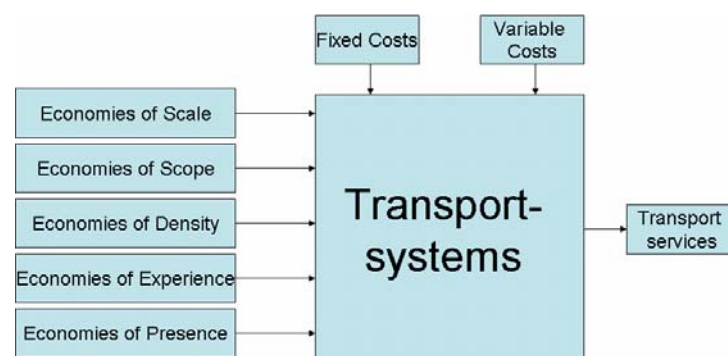 Fixed Costs
Variable
Costs
Economies of Scale
Economies of Scope
Economies of Density
Economies of Experience
Economies of Presence
Transport-
systems
Transport
services